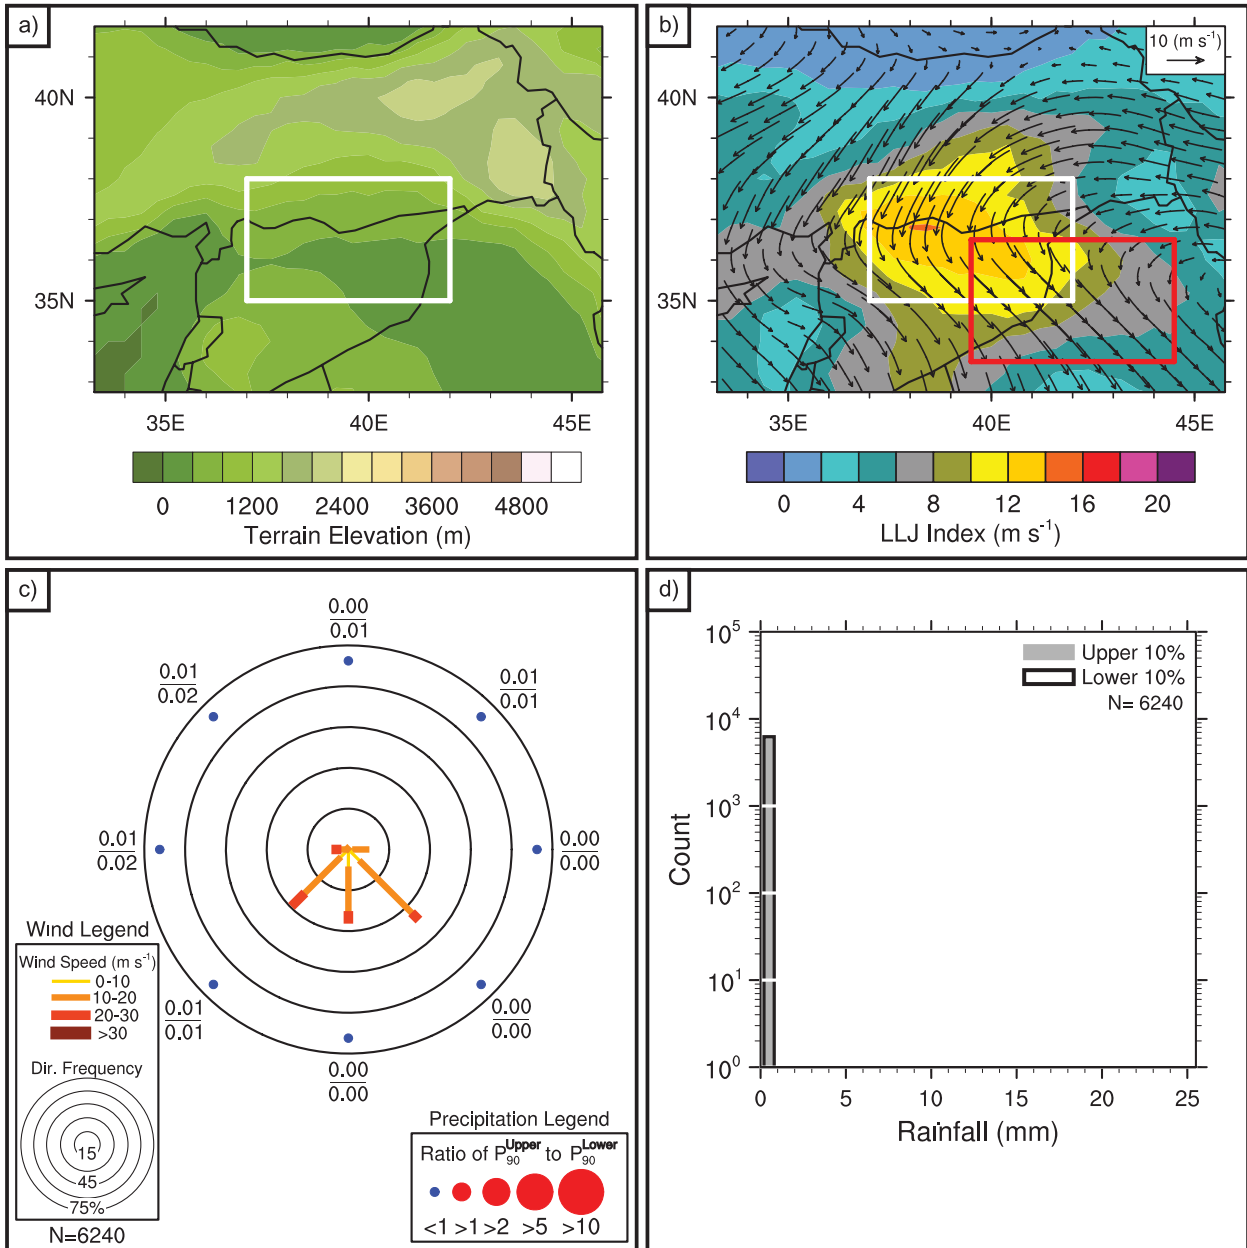 a)
40N
35N
35E 40E 45E
0 1200 2400 3600 4800
Terrain Elevation (m)
b)
10 (m s⁻¹)
40N
35N
35E 40E 45E
0 4 8 12 16 20
LLJ Index (m s⁻¹)
c)
0.00
0.01
0.01
0.02
0.01
0.01
0.01
0.02
0.00
0.00
0.01
0.01
0.00
0.00
0.00
0.00
Wind Legend
Wind Speed (m s⁻¹)
0-10
10-20
20-30
>30
Dir. Frequency
15
45
75%
N=6240
Precipitation Legend
Ratio of P₉₀^Upper to P₉₀^Lower
<1 >1 >2 >5 >10
d)
Upper 10%
Lower 10%
N= 6240
10⁵
10⁴
10³
10²
10¹
10⁰
Count
0 5 10 15 20 25
Rainfall (mm)